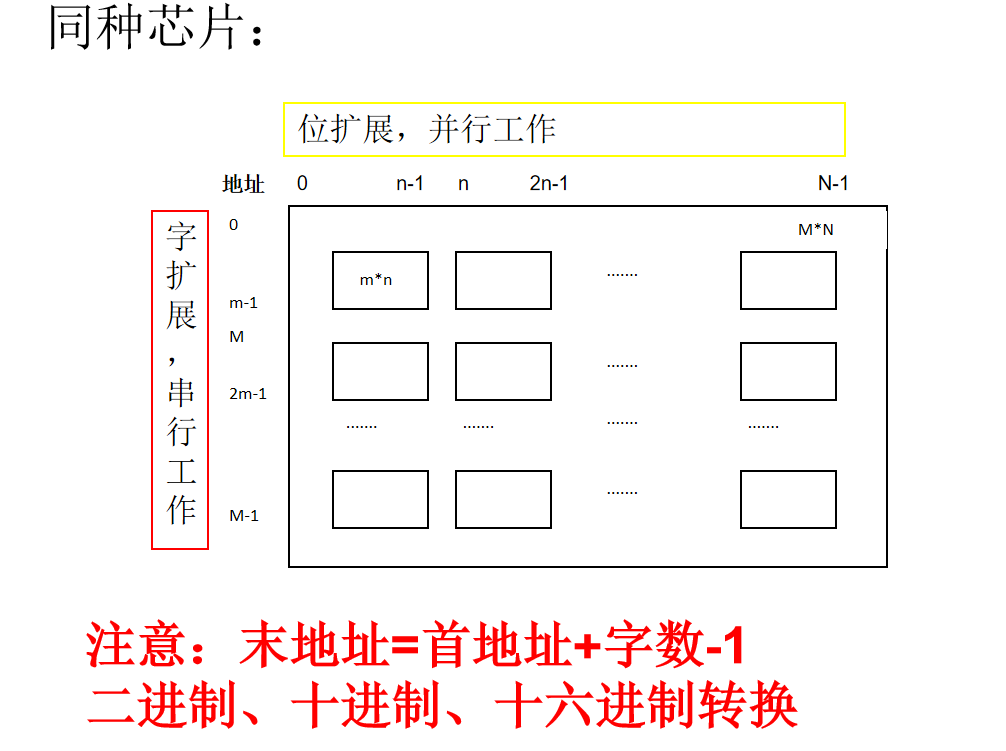 同种芯片：
位扩展，并行工作
地址 0 n-1 n 2n-1 N-1
字扩展，串行工作
0
M*N
m*n
.......
m-1
M
.......
2m-1
....... ....... ....... .......
.......
M-1
注意：末地址=首地址+字数-1
二进制、十进制、十六进制转换